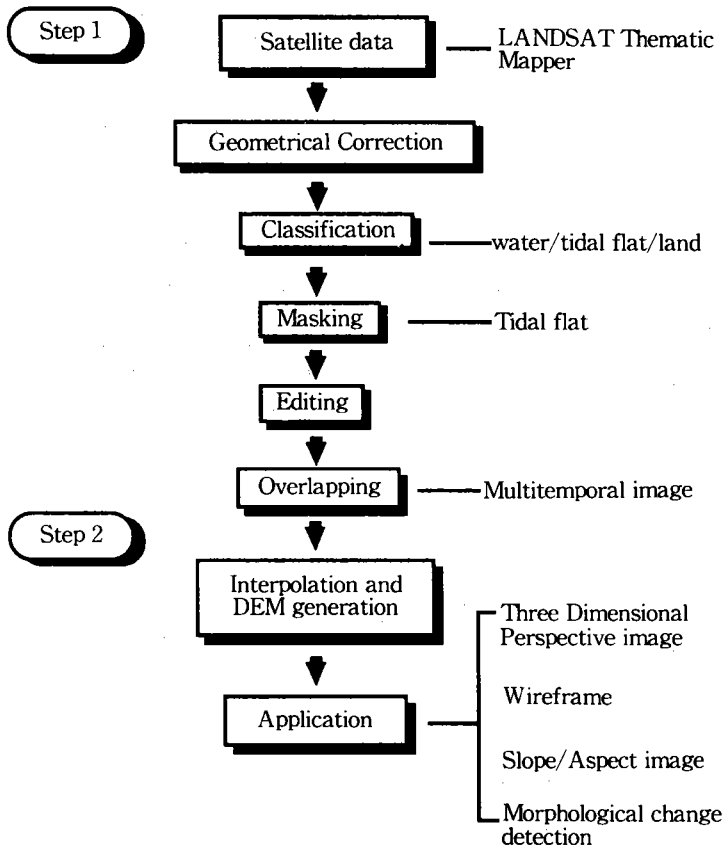 Step 1
Satellite data
LANDSAT Thematic
Mapper
Geometrical Correction
Classification
water/tidal flat/land
Masking
Tidal flat
Editing
Overlapping
Multitemporal image
Step 2
Interpolation and
DEM generation
Three Dimensional
Perspective image
Wireframe
Application
Slope/Aspect image
Morphological change
detection